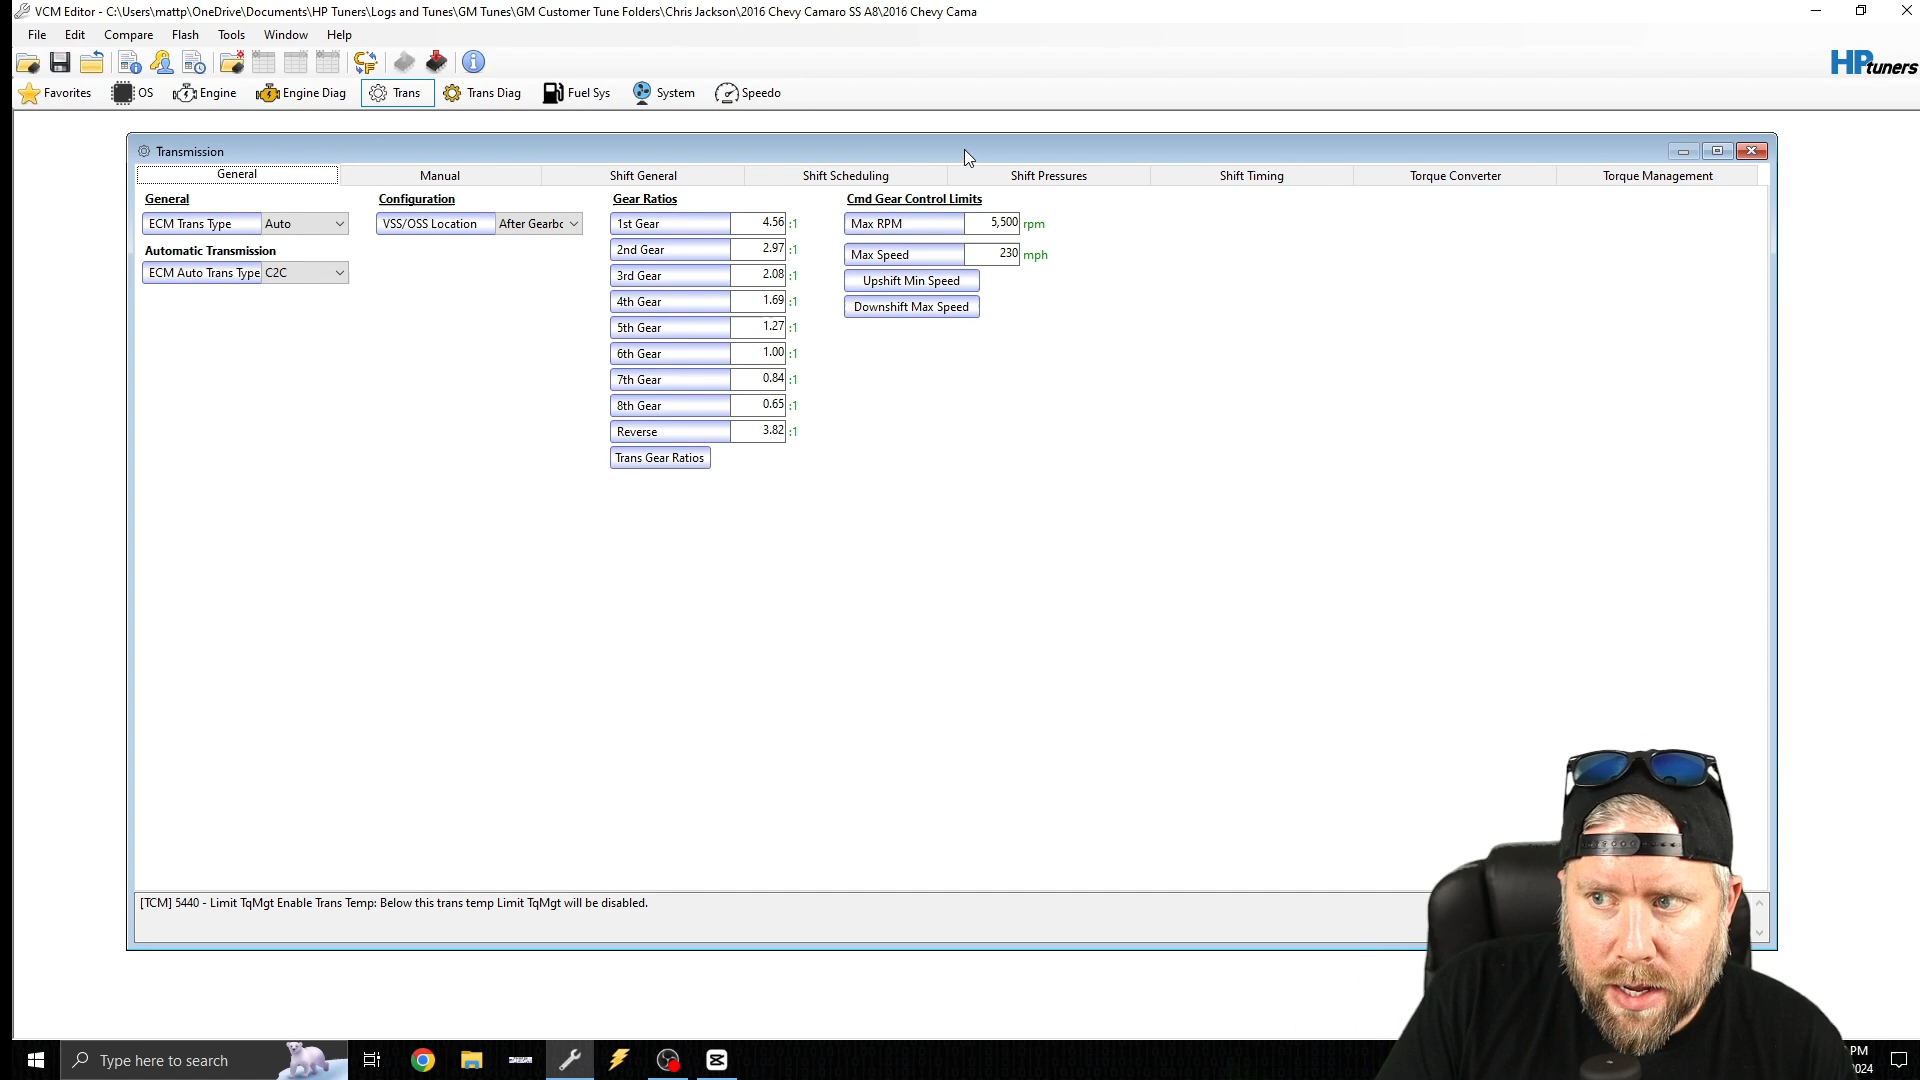 VCM Editor - C:\Users\mattp\OneDrive\Documents\HP Tuners\Logs and Tunes\GM Tunes\GM Customer Tune Folders\Chris Jackson\2016 Chevy Camaro SS A8\2016 Chevy Cama
File Edit Compare Flash Tools Window Help
HP tuners
Favorites OS Engine Engine Diag Trans Trans Diag Fuel Sys System Speedo
Transmission
General Manual Shift General Shift Scheduling Shift Pressures Shift Timing Torque Converter Torque Management
General
ECM Trans Type Auto
Automatic Transmission
ECM Auto Trans Type C2C
Configuration
VSS/OSS Location After Gearbc
Gear Ratios
1st Gear 4.56 :1
2nd Gear 2.97 :1
3rd Gear 2.08 :1
4th Gear 1.69 :1
5th Gear 1.27 :1
6th Gear 1.00 :1
7th Gear 0.84 :1
8th Gear 0.65 :1
Reverse 3.82 :1
Trans Gear Ratios
Cmd Gear Control Limits
Max RPM 5,500 rpm
Max Speed 230 mph
Upshift Min Speed
Downshift Max Speed
[TCM] 5440 - Limit TqMgt Enable Trans Temp: Below this trans temp Limit TqMgt will be disabled.
Type here to search
PM
024